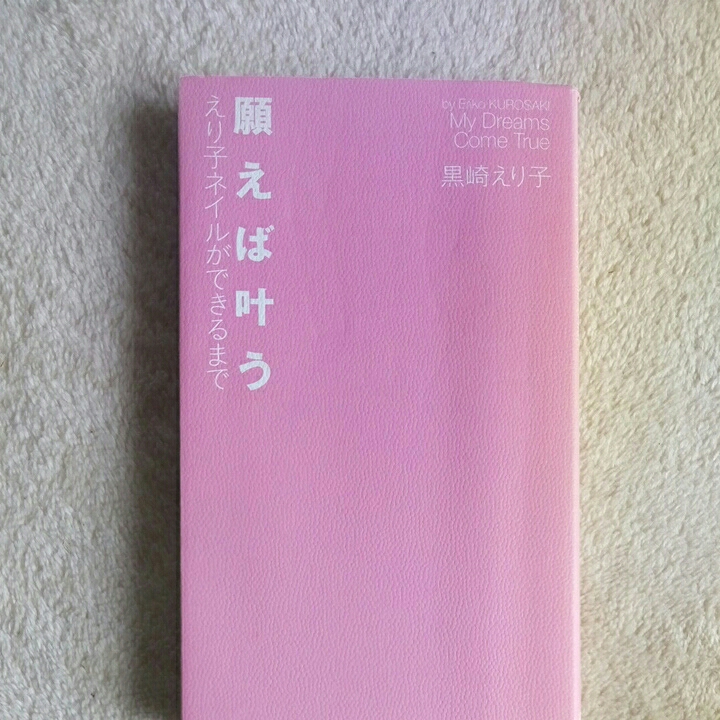 願えば叶う
えり子ネイルができるまで
by Eriko KUROSAKI
My Dreams
Come True
黒崎えり子